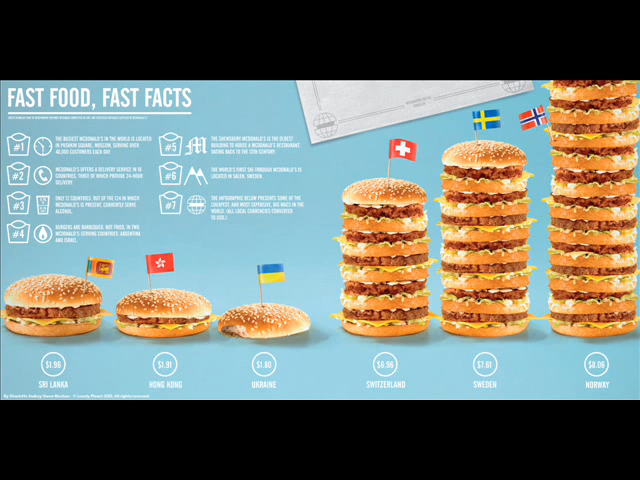 FAST FOOD, FAST FACTS
#1
THE BIGGEST MCDONALD'S IN THE WORLD IS LOCATED
IN PUSHKIN SQUARE, MOSCOW, SERVING OVER
40,000 CUSTOMERS EACH DAY.
#2
MCDONALD'S OFFERS A DELIVERY SERVICE IN
COUNTRIES, THREE OF WHICH PROVIDE 24-HOUR
DELIVERY.
#3
ONLY 12 COUNTRIES, OUT OF THE 124 IN WHICH
MCDONALD'S IS PRESENT, CURRENTLY SERVE
ALCOHOL.
#4
BURGERS ARE BARBEQUED, NOT FRIED, IN TWO
MCDONALD'S SERVING COUNTRIES: ARGENTINA
AND ISRAEL.
#5
THE SHREWSBURY MCDONALD'S IS THE OLDEST
BUILDING TO HOUSE A MCDONALD'S RESTAURANT,
DATING BACK TO THE 13TH CENTURY.
#6
THE WORLD'S FIRST SKI THROUGH MCDONALD'S IS
LOCATED IN SALEN, SWEDEN.
#7
THE INFOGRAPHIC BELOW PRESENTS SOME OF THE
CHEAPEST, AND MOST EXPENSIVE, BIG MACS IN THE
WORLD. (ALL LOCAL CURRENCIES CONVERTED
TO USD.)
$1.96
SRI LANKA
$1.91
HONG KONG
$1.80
UKRAINE
$6.96
SWITZERLAND
$7.61
SWEDEN
$8.06
NORWAY
All rights reserved.